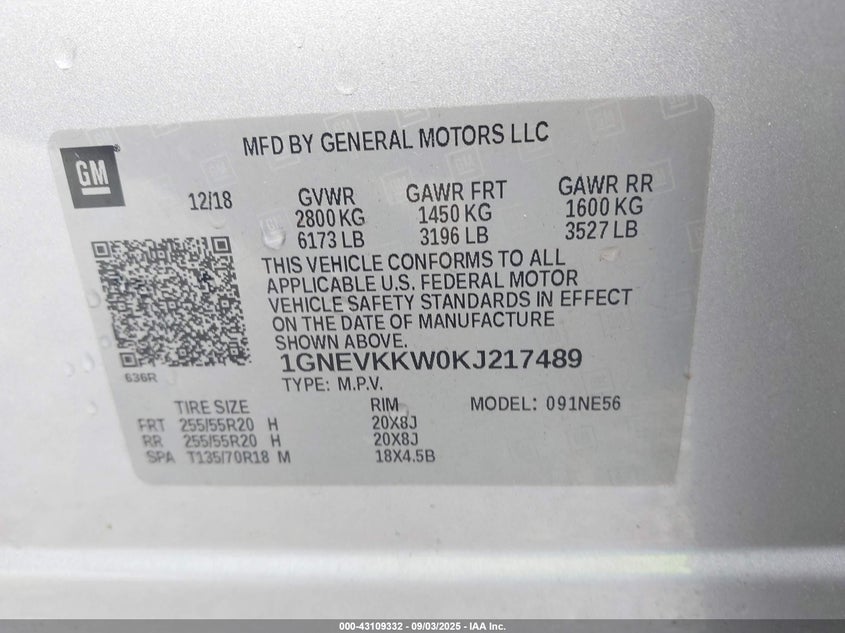 MFD BY GENERAL MOTORS LLC
GM
12/18
GVWR
2800 KG
6173 LB
GAWR FRT
1450 KG
3196 LB
GAWR RR
1600 KG
3527 LB
THIS VEHICLE CONFORMS TO ALL
APPLICABLE U.S. FEDERAL MOTOR
VEHICLE SAFETY STANDARDS IN EFFECT
ON THE DATE OF MANUFACTURE
SHOWN ABOVE.
1GNEVKKW0KJ217489
636R
TYPE: M.P.V.
TIRE SIZE RIM MODEL: 091NE56
FRT 255/55R20 H 20X8J
RR 255/55R20 H 20X8J
SPA T135/70R18 M 18X4.5B
000-43109332 - 09/03/2025 - IAA Inc.